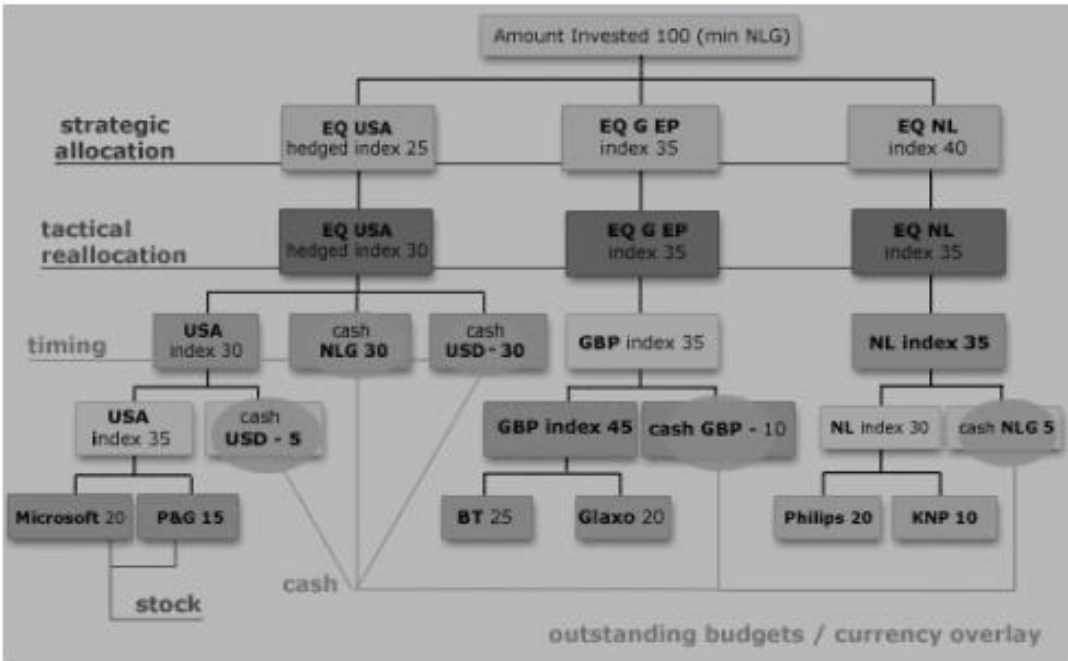 Amount Invested 100 (min NLG)
strategic
allocation
EQ USA
hedged index 25
EQ G EP
index 35
EQ NL
index 40
tactical
reallocation
EQ USA
hedged index 30
EQ G EP
index 35
EQ NL
index 35
timing
USA
index 30
cash
NLG 30
cash
USD - 30
GBP index 35
NL index 35
USA
index 35
cash
USD - 5
GBP index 45
cash GBP - 10
NL index 30
cash NLG 5
Microsoft 20
P&G 15
BT 25
Glaxo 20
Philips 20
KNP 10
cash
stock
outstanding budgets / currency overlay